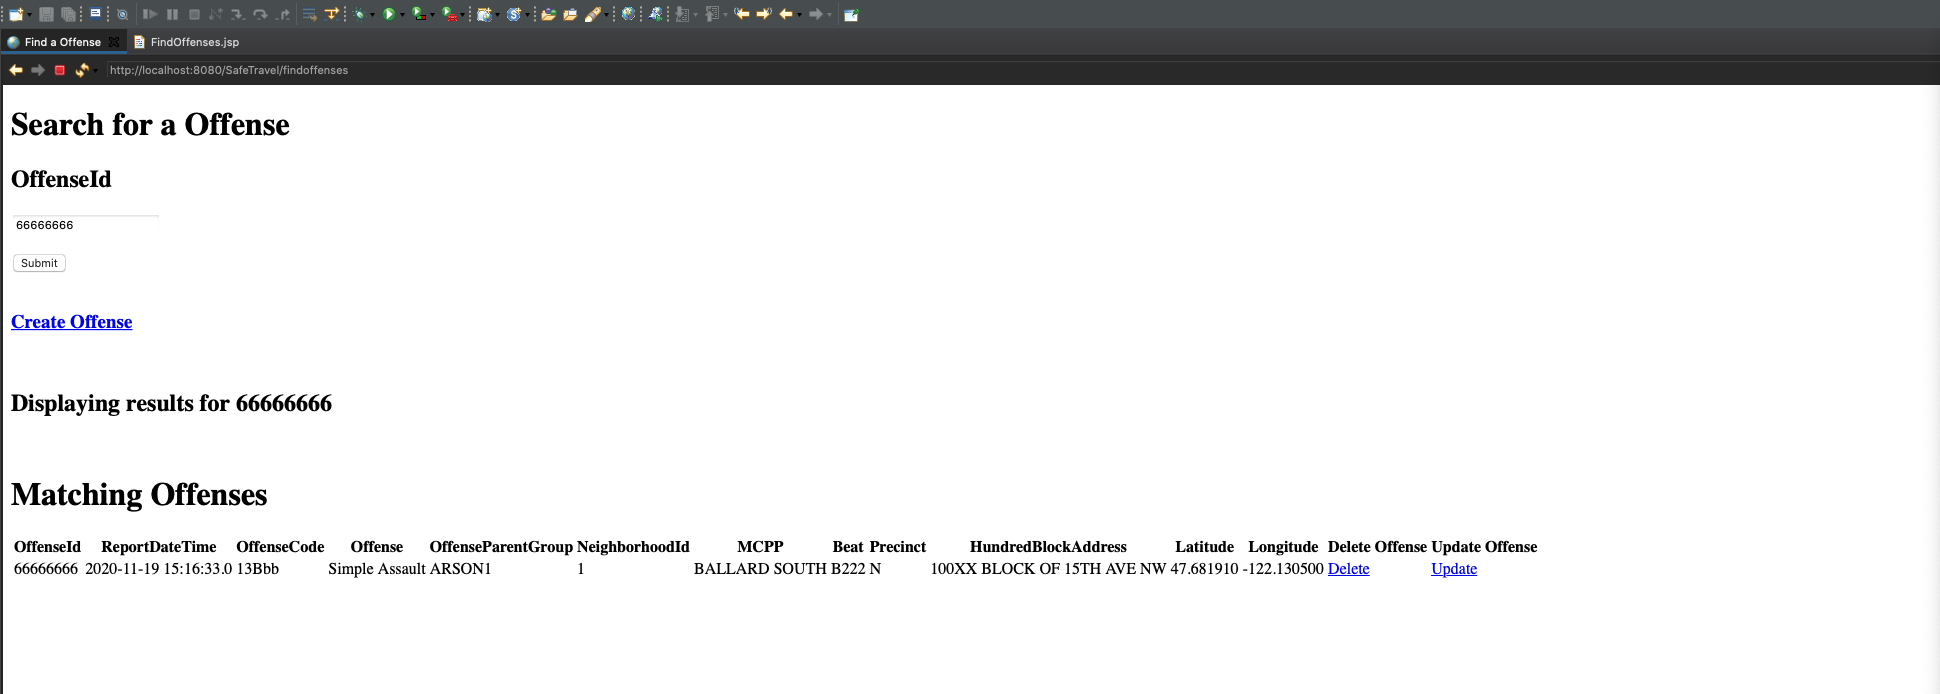 Find a Offense
FindOffenses.jsp
http://localhost:8080/SafeTravel/findoffenses
Search for a Offense
OffenseId
66666666
Submit
Create Offense
Displaying results for 66666666
Matching Offenses
OffenseId ReportDateTime OffenseCode Offense OffenseParentGroup NeighborhoodId MCPP Beat Precinct HundredBlockAddress Latitude Longitude Delete Offense Update Offense
66666666 2020-11-19 15:16:33.0 13Bbb Simple Assault ARSON1 1 BALLARD SOUTH B222 N 100XX BLOCK OF 15TH AVE NW 47.681910 -122.130500 Delete Update